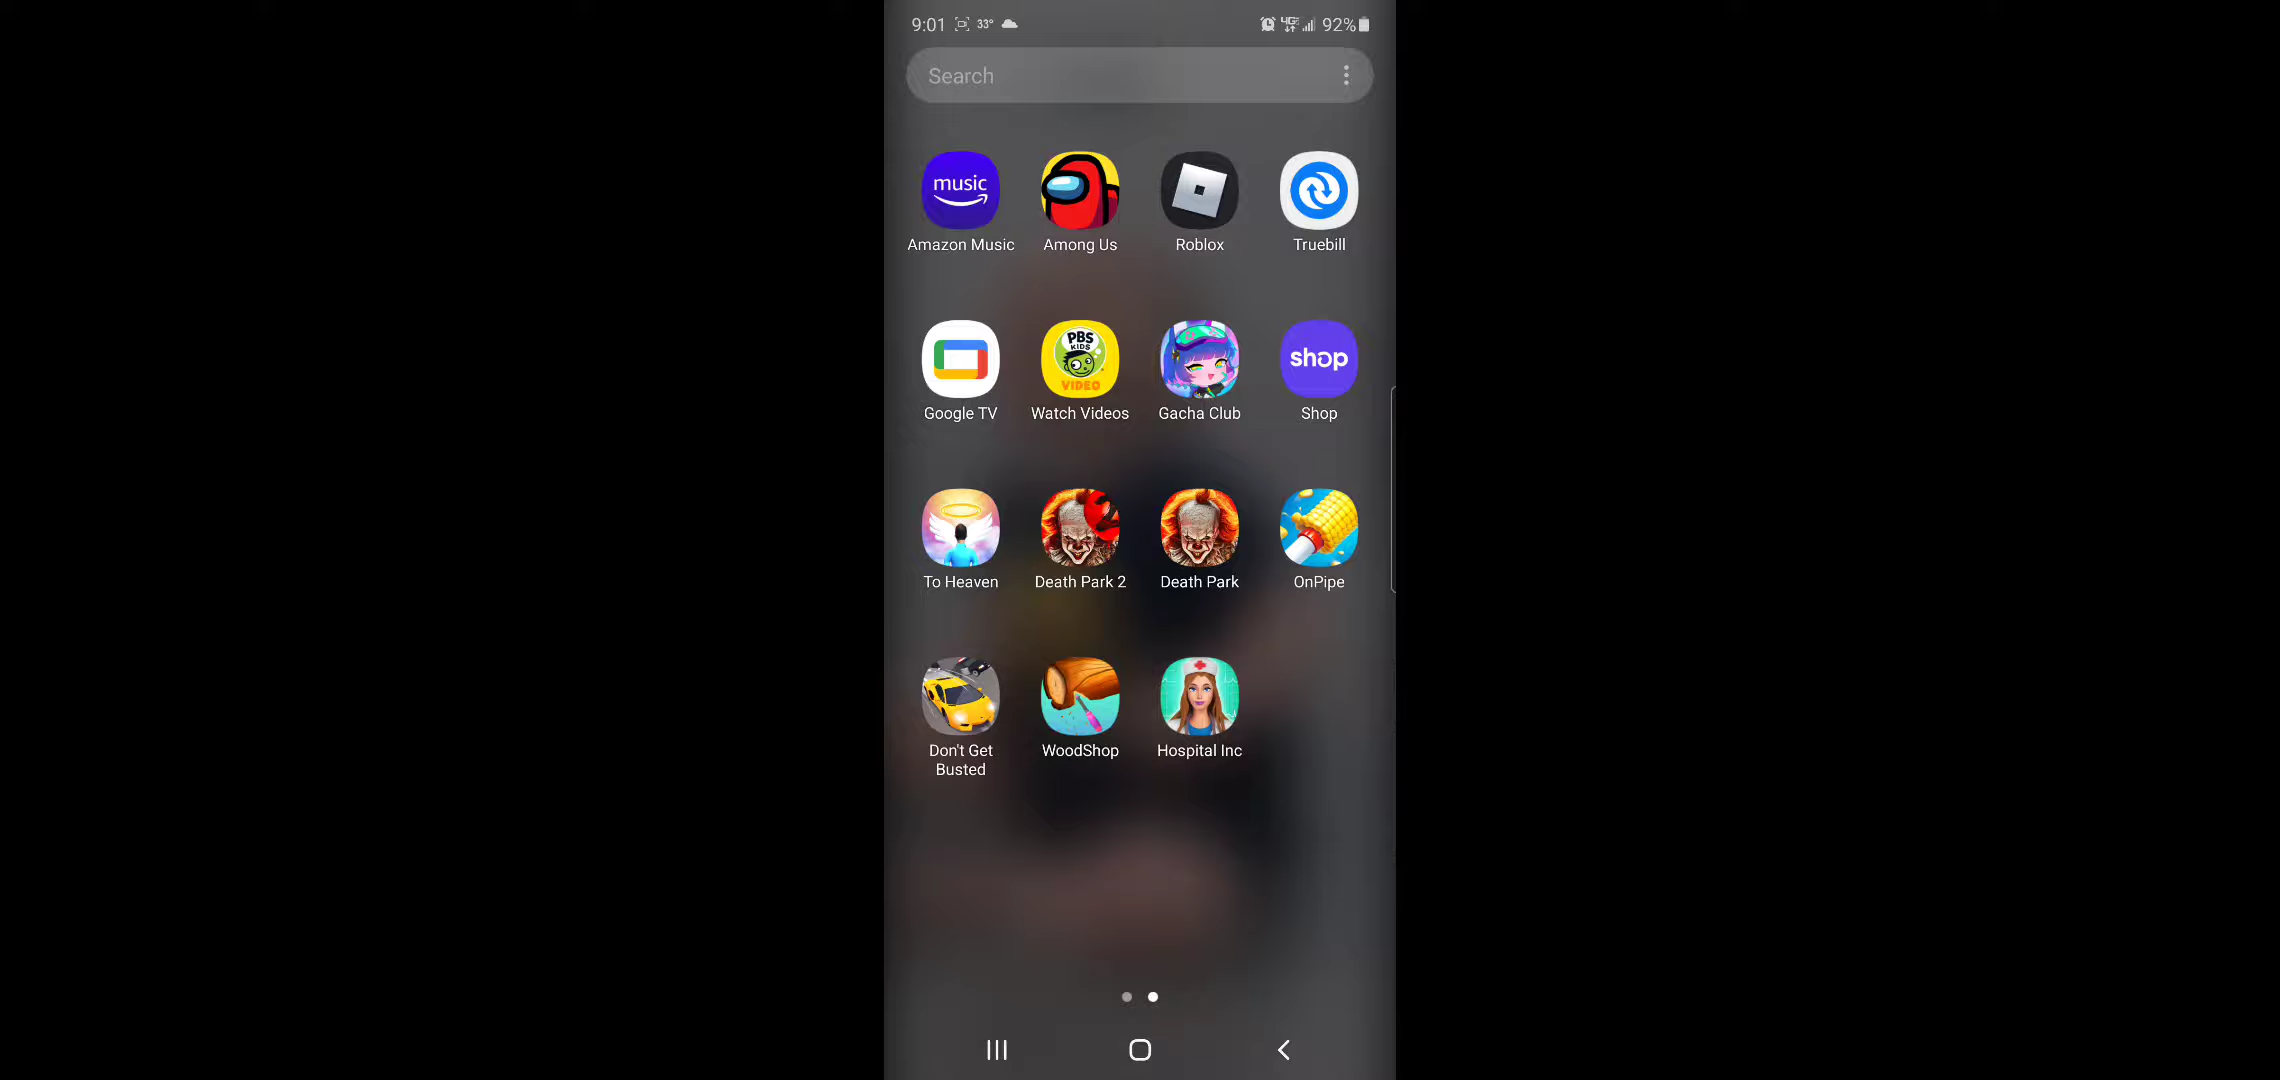 9:01 33° 4G 92%
Search
music
Amazon Music Among Us Roblox Truebill
PBS
KIDS
VIDEO
shop
Google TV Watch Videos Gacha Club Shop
To Heaven Death Park 2 Death Park OnPipe
Don't Get
Busted
WoodShop Hospital Inc